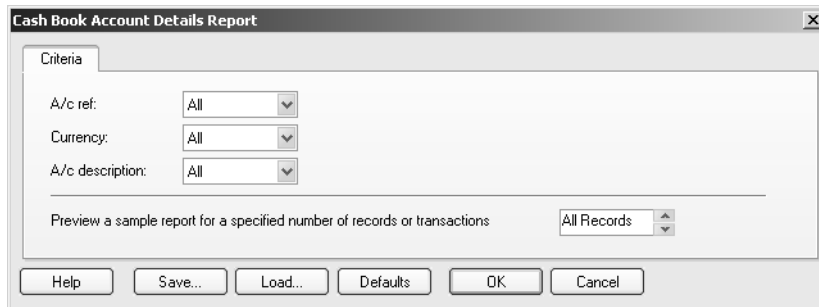 Cash Book Account Details Report
Criteria
A/c ref: All
Currency: All
A/c description: All
Preview a sample report for a specified number of records or transactions All Records
Help Save... Load... Defaults OK Cancel